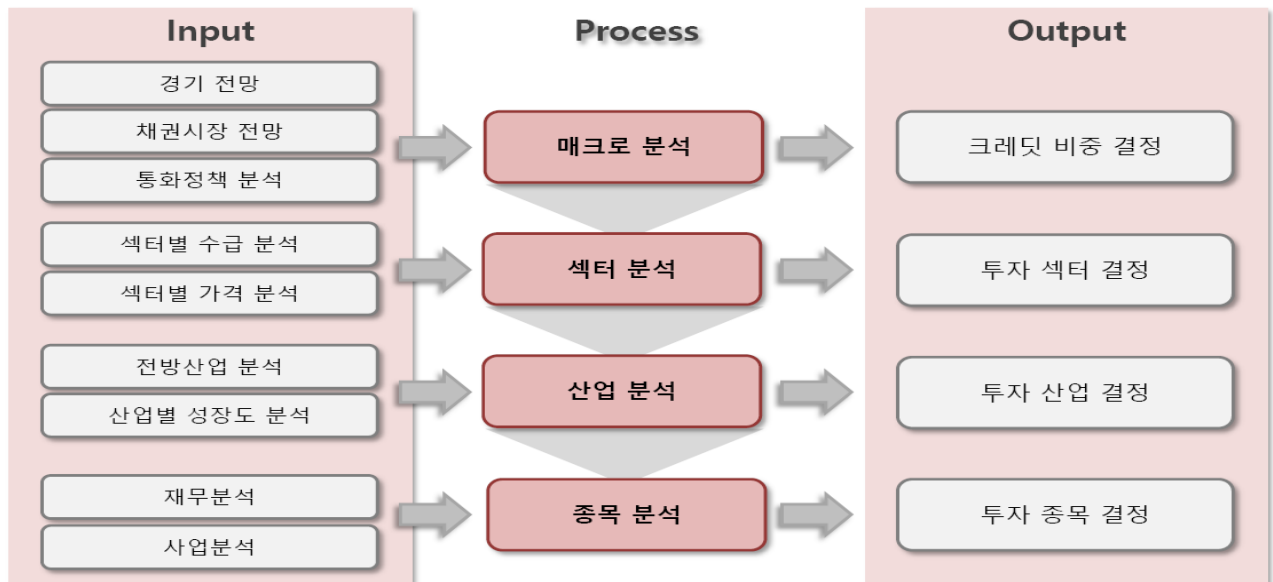 Input
Process
Output
경기 전망
채권시장 전망
통화정책 분석
매크로 분석
크레딧 비중 결정
섹터별 수급 분석
섹터별 가격 분석
섹터 분석
투자 섹터 결정
전방산업 분석
산업별 성장도 분석
산업 분석
투자 산업 결정
재무분석
사업분석
종목 분석
투자 종목 결정